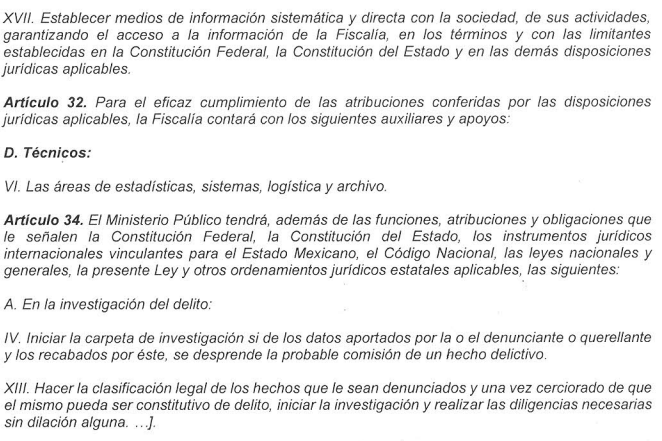 XVII. Establecer medios de información sistemática y directa con la sociedad, de sus actividades,
garantizando el acceso a la información de la Fiscalía, en los términos y con las limitantes
establecidas en la Constitución Federal, la Constitución del Estado y en las demás disposiciones
jurídicas aplicables.
Artículo 32. Para el eficaz cumplimiento de las atribuciones conferidas por las disposiciones
jurídicas aplicables, la Fiscalía contará con los siguientes auxiliares y apoyos:
D. Técnicos:
VI. Las áreas de estadísticas, sistemas, logística y archivo.
Artículo 34. El Ministerio Público tendrá, además de las funciones, atribuciones y obligaciones que
le señalen la Constitución Federal, la Constitución del Estado, los instrumentos jurídicos
internacionales vinculantes para el Estado Mexicano, el Código Nacional, las leyes nacionales y
generales, la presente Ley y otros ordenamientos jurídicos estatales aplicables, las siguientes:
A. En la investigación del delito:
IV. Iniciar la carpeta de investigación si de los datos aportados por la o el denunciante o querellante
y los recabados por éste, se desprende la probable comisión de un hecho delictivo.
XIII. Hacer la clasificación legal de los hechos que le sean denunciados y una vez cerciorado de que
el mismo pueda ser constitutivo de delito, iniciar la investigación y realizar las diligencias necesarias
sin dilación alguna. …].